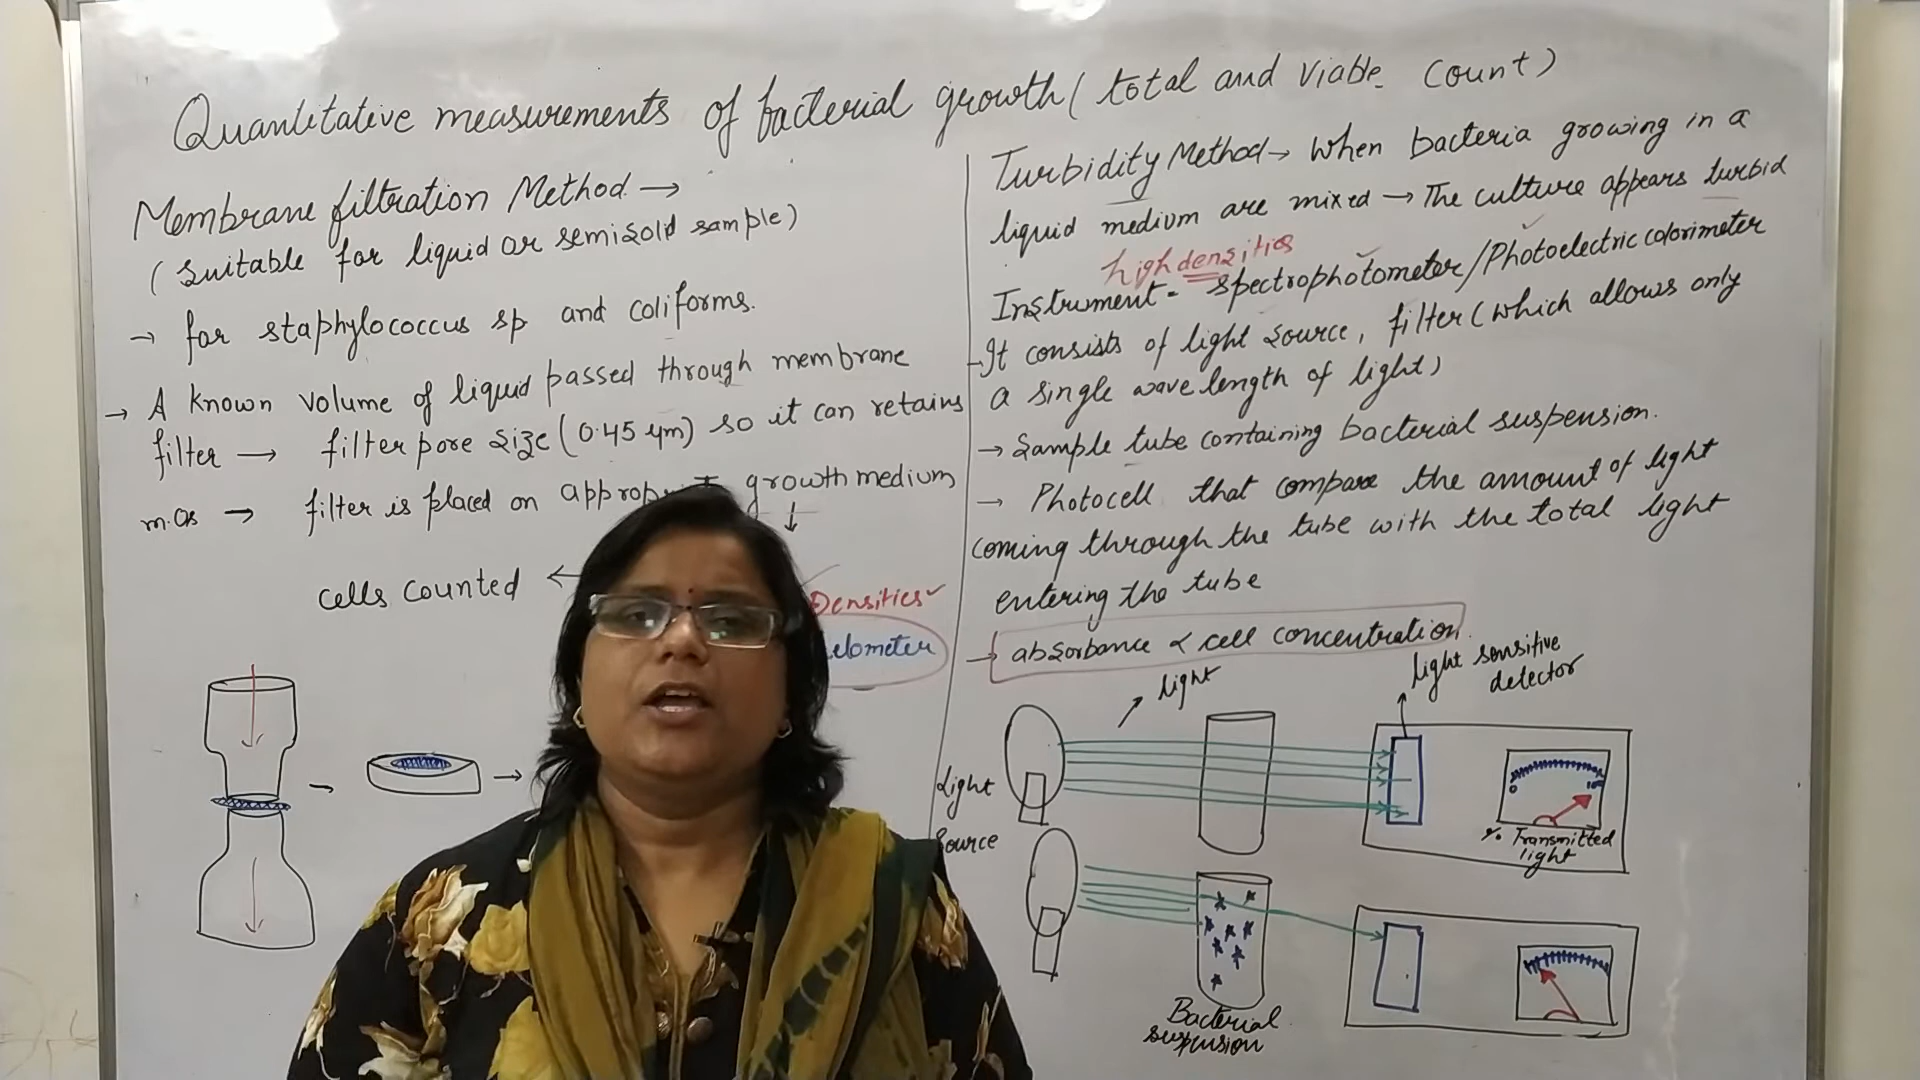 Quantitative measurements of bacterial growth ( total and viable count )
Membrane filtration Method →
( suitable for liquid or semisolid sample )
→ for staphylococcus sp and coliforms.
→ A known volume of liquid passed through membrane
filter → filter pore size ( 0.45 µm ) so it can retains
m.os → filter is placed on growth medium
cells counted ←
Densities
Turbidity Method → When bacteria growing in a
liquid medium are mixed → The culture appears turbid
high densities
Instrument - spectrophotometer / Photoelectric colorimeter
- It consists of light source, filter ( which allows only
a single wave length of light )
→ Sample tube containing bacterial suspension.
→ Photocell that compare the amount of light
coming through the tube with the total light
entering the tube
→ absorbance ∝ cell concentration.
light
light sensitive
detector
Light
Source
0
% Transmitted
light
Bacterial
suspension